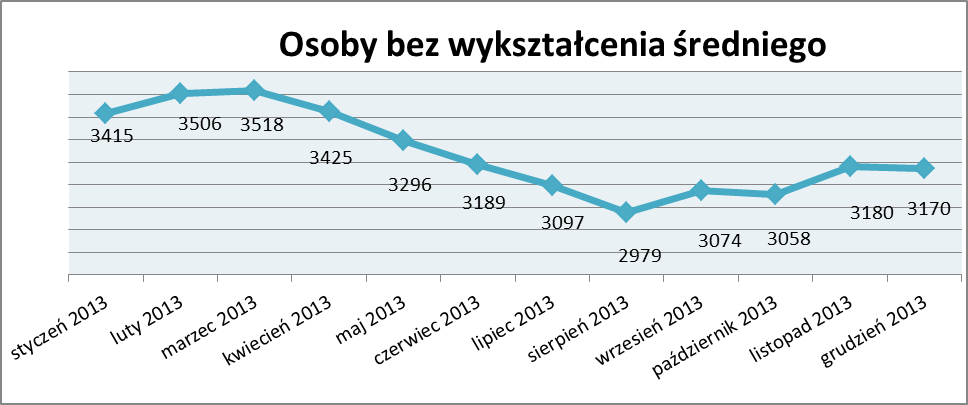 Osoby bez wykształcenia średniego
3415
3506
3518
3425
3296
3189
3097
2979
3074
3058
3180
3170
styczeń 2013
luty 2013
marzec 2013
kwiecień 2013
maj 2013
czerwiec 2013
lipiec 2013
sierpień 2013
wrzesień 2013
październik 2013
listopad 2013
grudzień 2013